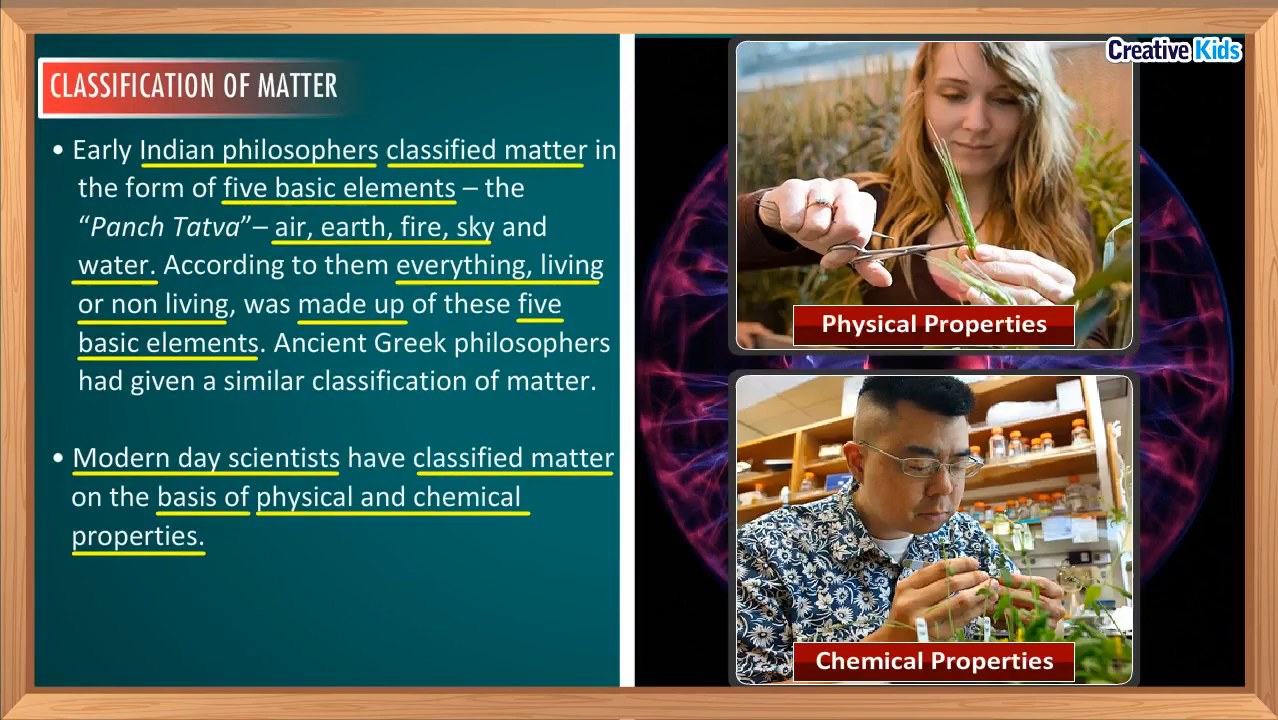 CLASSIFICATION OF MATTER
• Early Indian philosophers classified matter in
the form of five basic elements – the
“Panch Tatva”– air, earth, fire, sky and
water. According to them everything, living
or non living, was made up of these five
basic elements. Ancient Greek philosophers
had given a similar classification of matter.
• Modern day scientists have classified matter
on the basis of physical and chemical
properties.
Creative Kids
Physical Properties
Chemical Properties